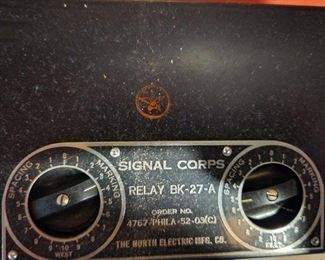 SIGNAL CORPS
RELAY BK-27-A
ORDER NO.
4767-PHILA-52-03(C)
THE NORTH ELECTRIC MFG. CO.
SPACING
MARKING
WEST
SPACING
MARKING